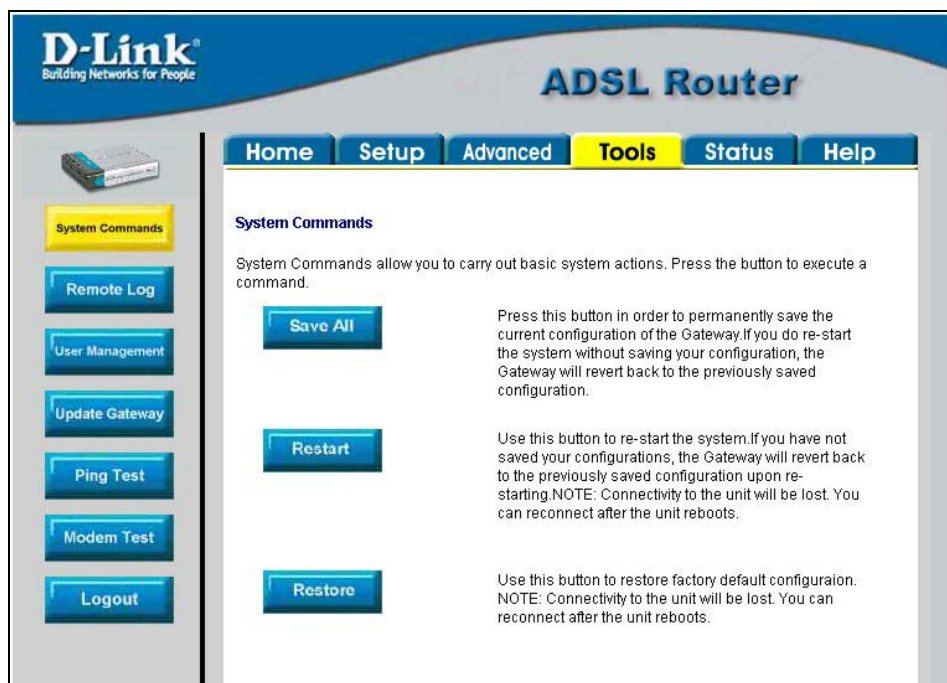 D-Link®
Building Networks for People
ADSL Router
Home Setup Advanced Tools Status Help
System Commands
Remote Log
User Management
Update Gateway
Ping Test
Modem Test
Logout
System Commands
System Commands allow you to carry out basic system actions. Press the button to execute a
command.
Save All
Press this button in order to permanently save the
current configuration of the Gateway.If you do re-start
the system without saving your configuration, the
Gateway will revert back to the previously saved
configuration.
Restart
Use this button to re-start the system.If you have not
saved your configurations, the Gateway will revert back
to the previously saved configuration upon re-
starting.NOTE: Connectivity to the unit will be lost. You
can reconnect after the unit reboots.
Restore
Use this button to restore factory default configuraion.
NOTE: Connectivity to the unit will be lost. You can
reconnect after the unit reboots.